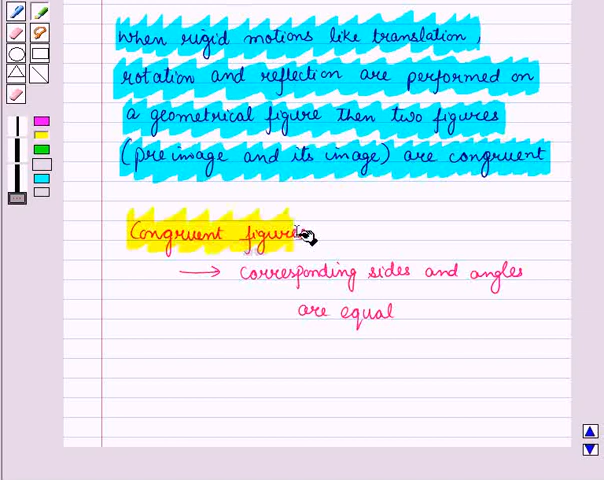 When rigid motions like translation,
rotation and reflection are performed on
a geometrical figure then two figures
(pre image and its image) are congruent
Congruent figures
→ corresponding sides and angles
are equal